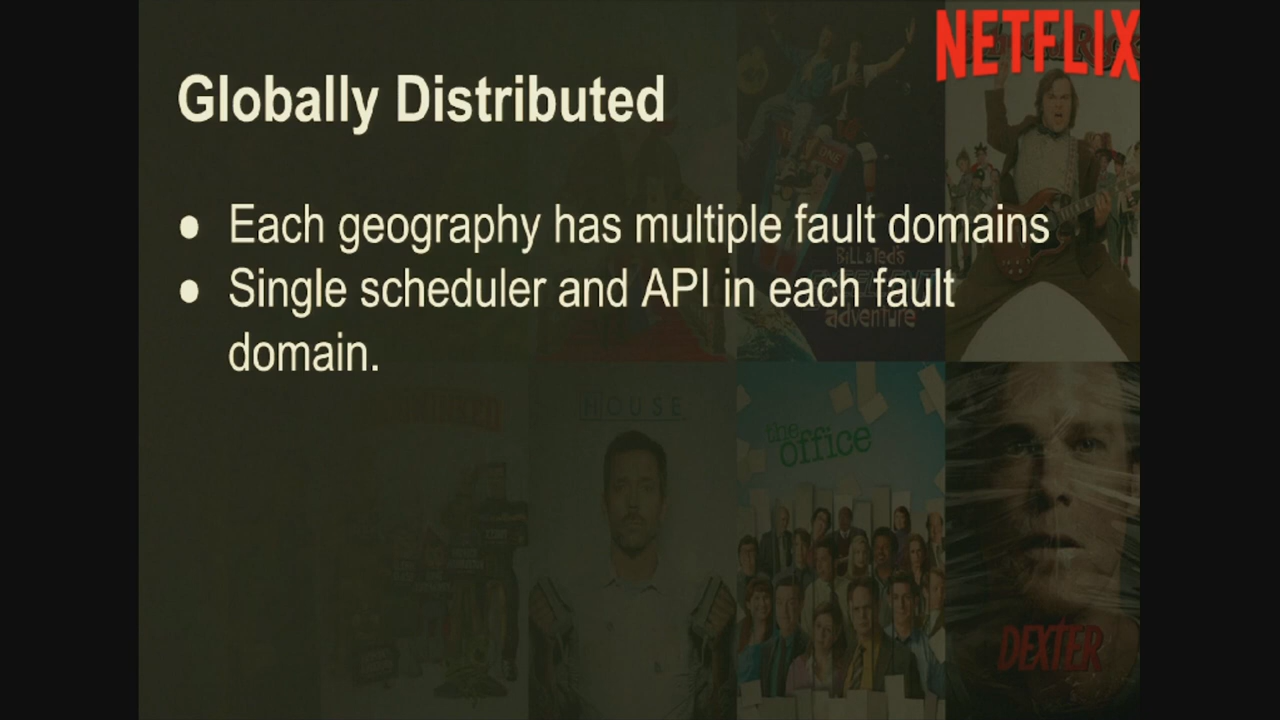 NETFLIX
Globally Distributed
● Each geography has multiple fault domains
● Single scheduler and API in each fault
domain.
BiLL & Ted's
adventure
HOUSE
the
office
DEXTER